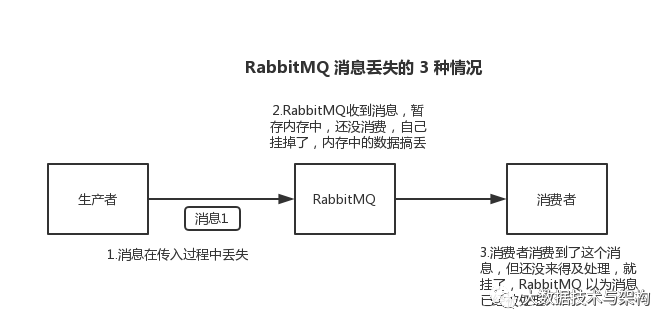 RabbitMQ 消息丢失的 3 种情况
2.RabbitMQ收到消息，暂
存内存中，还没消费，自己
挂掉了，内存中的数据搞丢
生产者
消息1
RabbitMQ
消费者
1.消息在传入过程中丢失
3.消费者消费到了这个消
息，但还没来得及处理，就
挂了，RabbitMQ 以为消息
已
处理
大数据技术与架构